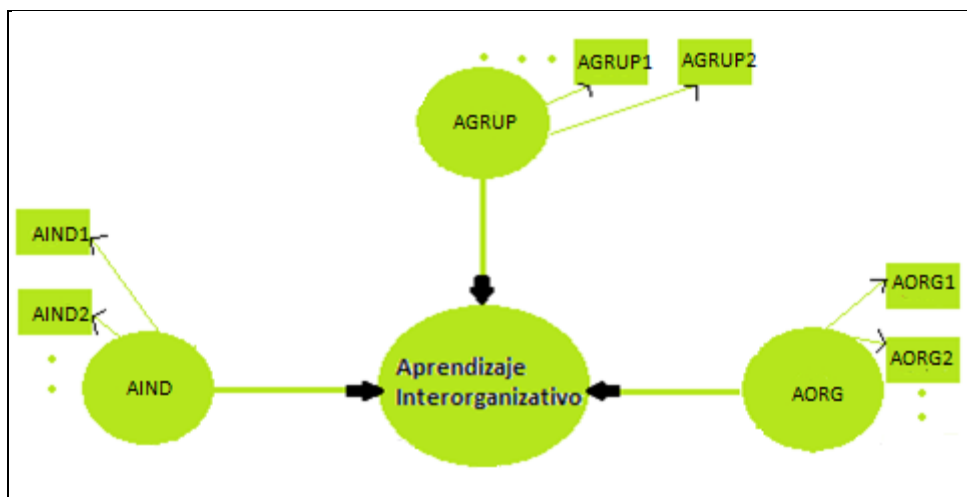 AGRUP1
AGRUP2
AGRUP
AIND1
AIND2
AIND
Aprendizaje
Interorganizativo
AORG1
AORG2
AORG